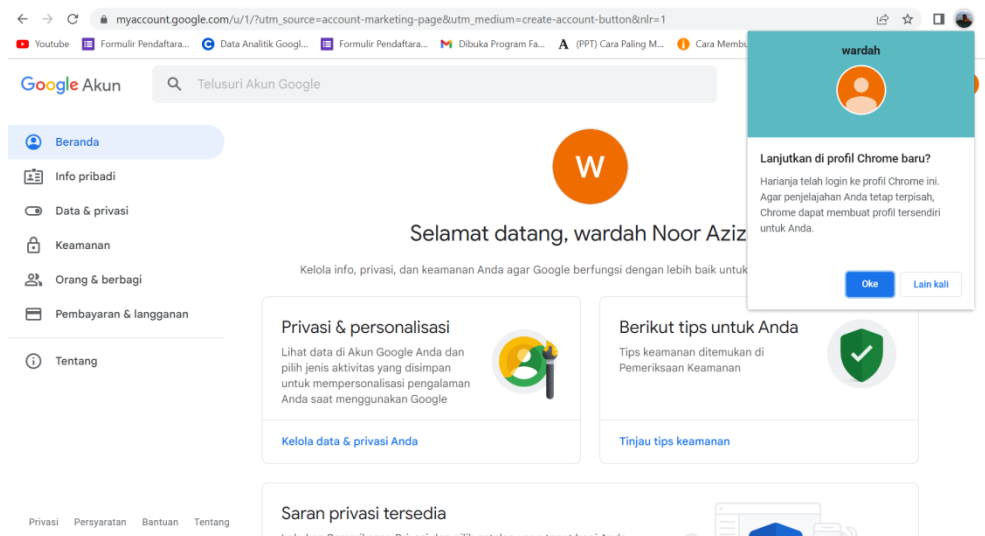 myaccount.google.com/u/1/?utm_source=account-marketing-page&utm_medium=create-account-button&nlr=1
Youtube Formulir Pendaftara... Data Analitik Googl... Formulir Pendaftara... Dibuka Program Fa... (PPT) Cara Paling M... Cara Membu
Google Akun
Telusuri Akun Google
Beranda
Info pribadi
Data & privasi
Keamanan
Orang & berbagi
Pembayaran & langganan
Tentang
Privasi Persyaratan Bantuan Tentang
W
Selamat datang, wardah Noor Aziz
Kelola info, privasi, dan keamanan Anda agar Google berfungsi dengan lebih baik untuk
Privasi & personalisasi
Lihat data di Akun Google Anda dan
pilih jenis aktivitas yang disimpan
untuk mempersonalisasi pengalaman
Anda saat menggunakan Google
Kelola data & privasi Anda
Berikut tips untuk Anda
Tips keamanan ditemukan di
Pemeriksaan Keamanan
Tinjau tips keamanan
Saran privasi tersedia
wardah
Lanjutkan di profil Chrome baru?
Harianja telah login ke profil Chrome ini.
Agar penjelajahan Anda tetap terpisah,
Chrome dapat membuat profil tersendiri
untuk Anda.
Oke
Lain kali